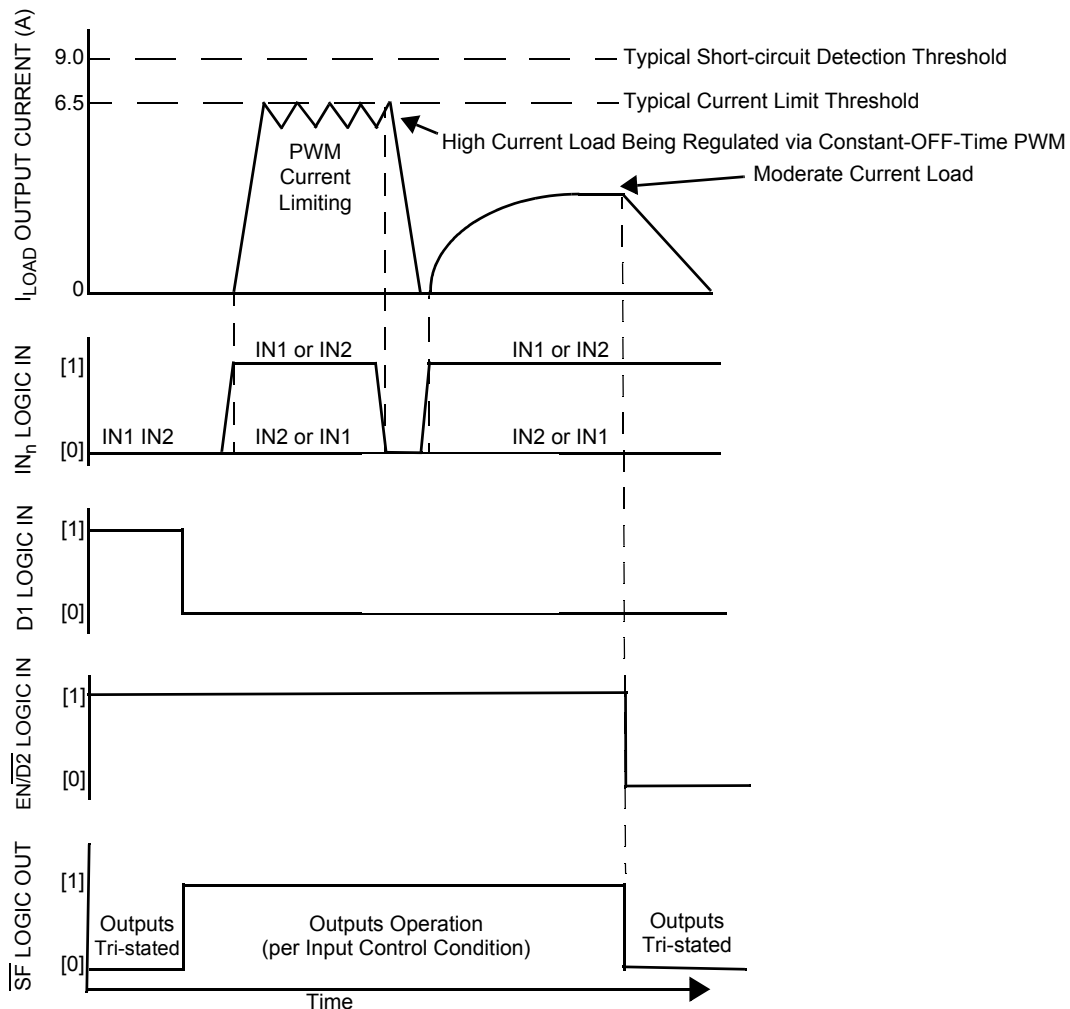 I_LOAD OUTPUT CURRENT (A)
9.0
Typical Short-circuit Detection Threshold
6.5
Typical Current Limit Threshold
High Current Load Being Regulated via Constant-OFF-Time PWM
PWM
Current
Limiting
Moderate Current Load
0
IN_n LOGIC IN
[1]
IN1 or IN2
IN1 or IN2
IN1 IN2
IN2 or IN1
IN2 or IN1
[0]
D1 LOGIC IN
[1]
[0]
EN/D2 LOGIC IN
[1]
[0]
SF LOGIC OUT
[1]
Outputs
Tri-stated
Outputs Operation
(per Input Control Condition)
Outputs
Tri-stated
[0]
Time